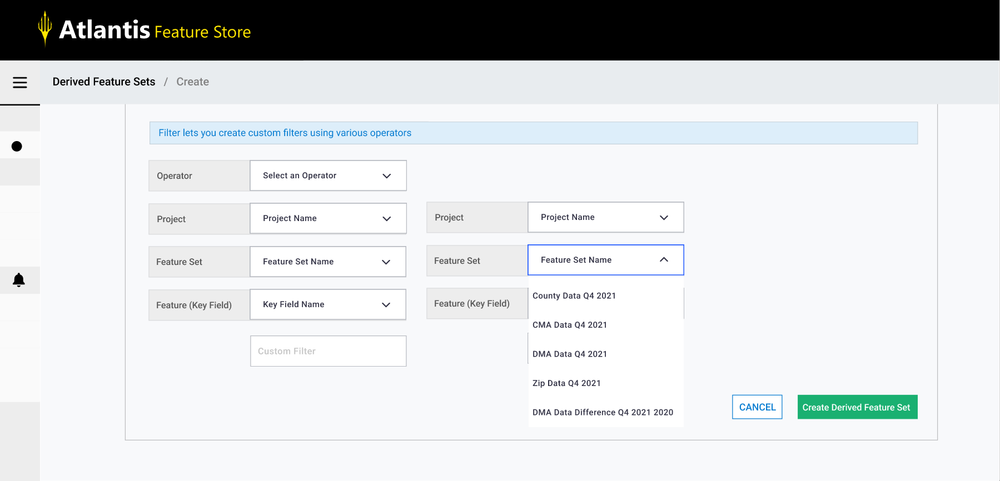 Atlantis Feature Store
Derived Feature Sets / Create
Filter lets you create custom filters using various operators
Operator
Select an Operator
Project
Project Name
Project
Project Name
Feature Set
Feature Set Name
Feature Set
Feature Set Name
Feature (Key Field)
Key Field Name
Feature (Key Field)
County Data Q4 2021
CMA Data Q4 2021
Custom Filter
DMA Data Q4 2021
Zip Data Q4 2021
DMA Data Difference Q4 2021 2020
CANCEL
Create Derived Feature Set